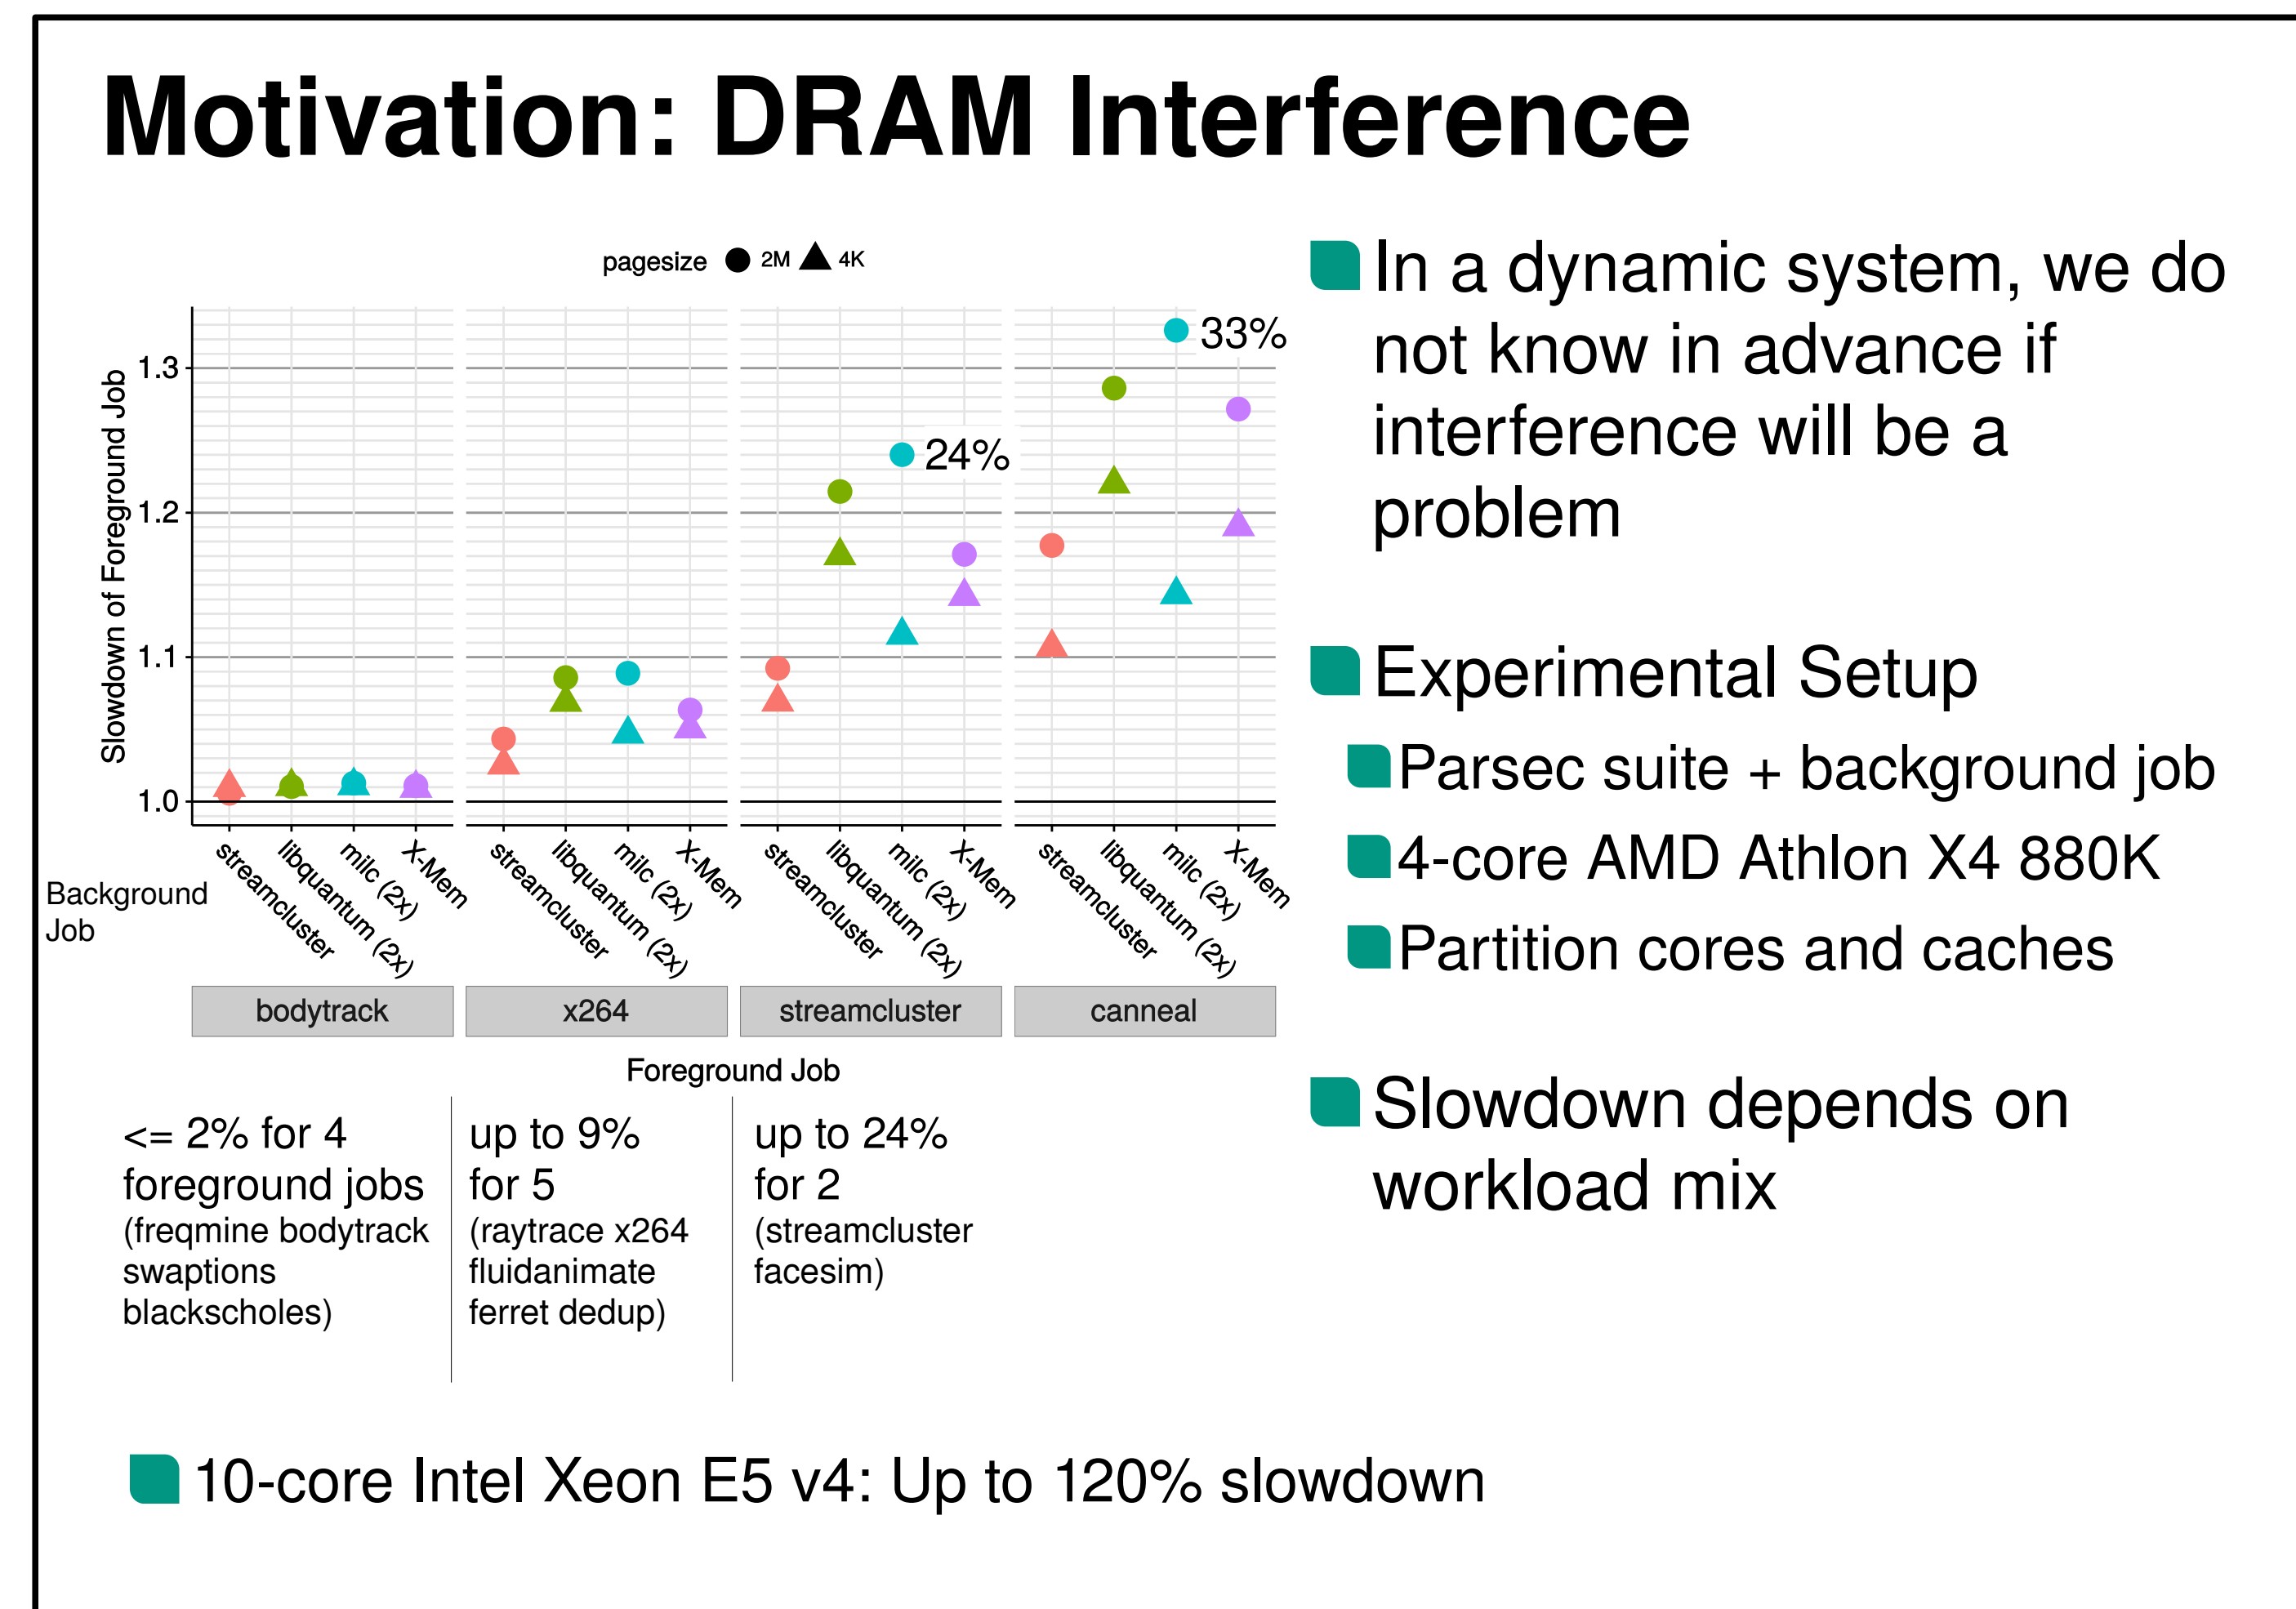 Motivation: DRAM Interference
pagesize 2M 4K
Slowdown of Foreground Job
1.3
1.2
1.1
1.0
33%
24%
Background
Job
streamcluster
libquantum (2x)
milc (2x)
X-Mem
streamcluster
libquantum (2x)
milc (2x)
X-Mem
streamcluster
libquantum (2x)
milc (2x)
X-Mem
streamcluster
libquantum (2x)
milc (2x)
X-Mem
bodytrack
x264
streamcluster
canneal
Foreground Job
<= 2% for 4
foreground jobs
(freqmine bodytrack
swaptions
blackscholes)
up to 9%
for 5
(raytrace x264
fluidanimate
ferret dedup)
up to 24%
for 2
(streamcluster
facesim)
In a dynamic system, we do
not know in advance if
interference will be a
problem
Experimental Setup
Parsec suite + background job
4-core AMD Athlon X4 880K
Partition cores and caches
Slowdown depends on
workload mix
10-core Intel Xeon E5 v4: Up to 120% slowdown